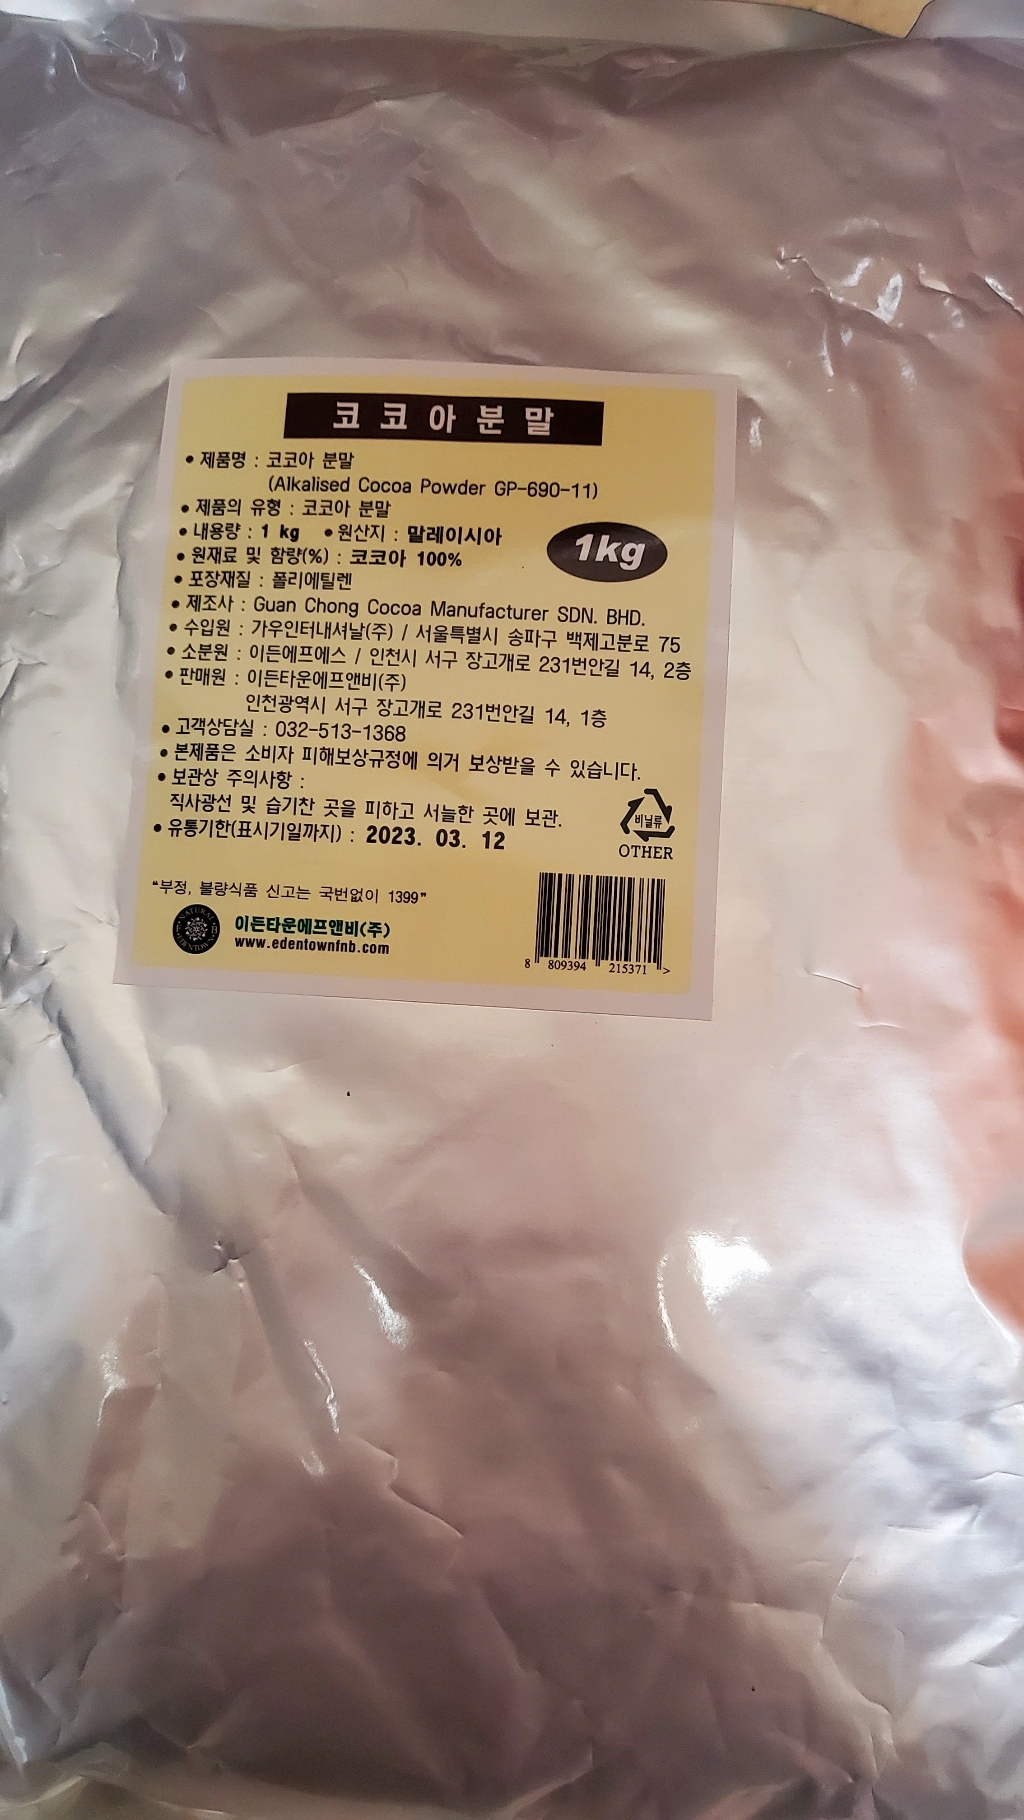 코코아분말
• 제품명 : 코코아 분말
(Alkalised Cocoa Powder GP-690-11)
• 제품의 유형 : 코코아 분말
• 내용량 : 1 kg • 원산지 : 말레이시아
1kg
• 원재료 및 함량(%) : 코코아 100%
• 포장재질 : 폴리에틸렌
• 제조사 : Guan Chong Cocoa Manufacturer SDN. BHD.
• 수입원 : 가우인터내셔날(주) / 서울특별시 송파구 백제고분로 75
• 소분원 : 이든에프에스 / 인천시 서구 장고개로 231번안길 14, 2층
• 판매원 : 이든타운에프앤비(주)
인천광역시 서구 장고개로 231번안길 14, 1층
• 고객상담실 : 032-513-1368
• 본제품은 소비자 피해보상규정에 의거 보상받을 수 있습니다.
• 보관상 주의사항 :
직사광선 및 습기찬 곳을 피하고 서늘한 곳에 보관.
• 유통기한(표시기일까지) : 2023. 03. 12
비닐류
OTHER
"부정, 불량식품 신고는 국번없이 1399"
NATURAL
F B
EDENTOWN
이든타운에프앤비(주)
www.edentownfnb.com
8 809394 215371 >